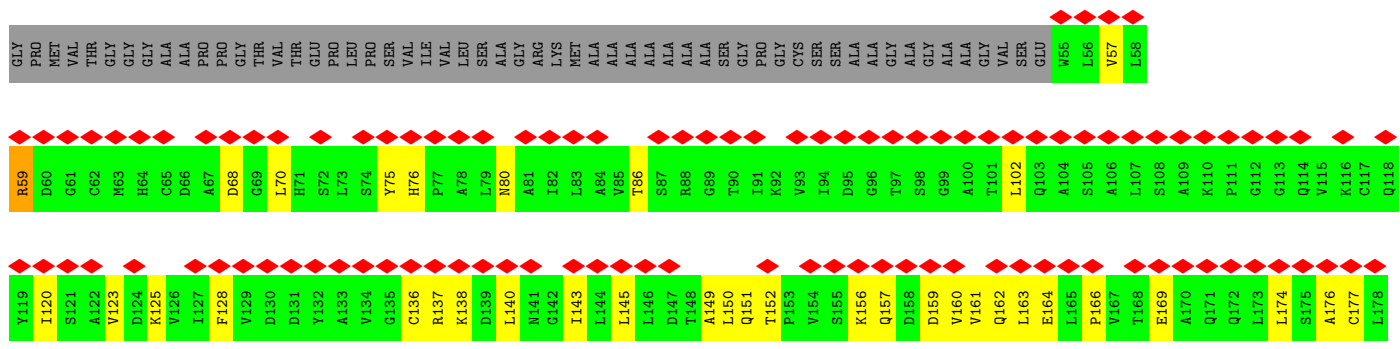 GLY PRO MET VAL THR GLY GLY GLY ALA ALA PRO PRO GLY THR VAL THR GLU PRO LEU PRO SER VAL ILE VAL LEU SER ALA GLY ARG LYS MET ALA ALA ALA ALA ALA ALA ALA SER GLY PRO GLY CYS SER SER ALA ALA GLY ALA GLY ALA ALA GLY VAL SER GLU W55 L56 V57 L58
R59 D60 G61 C62 M63 H64 C65 D66 A67 D68 G69 L70 H71 S72 L73 S74 Y75 H76 P77 A78 L79 N80 A81 I82 L83 A84 V85 T86 S87 R88 G89 T90 I91 K92 V93 I94 D95 G96 T97 S98 G99 A100 T101 L102 Q103 A104 S105 A106 L107 S108 A109 K110 P111 G112 G113 Q114 V115 K116 C117 Q118
Y119 I120 S121 A122 V123 D124 K125 V126 I127 F128 V129 D130 D131 Y132 A133 V134 G135 C136 R137 K138 D139 L140 N141 G142 I143 L144 L145 L146 D147 T148 A149 L150 Q151 T152 P153 V154 S155 K156 Q157 D158 D159 V160 V161 Q162 L163 E164 L165 P166 V167 T168 E169 A170 Q171 Q172 L173 L174 S175 A176 C177 L178